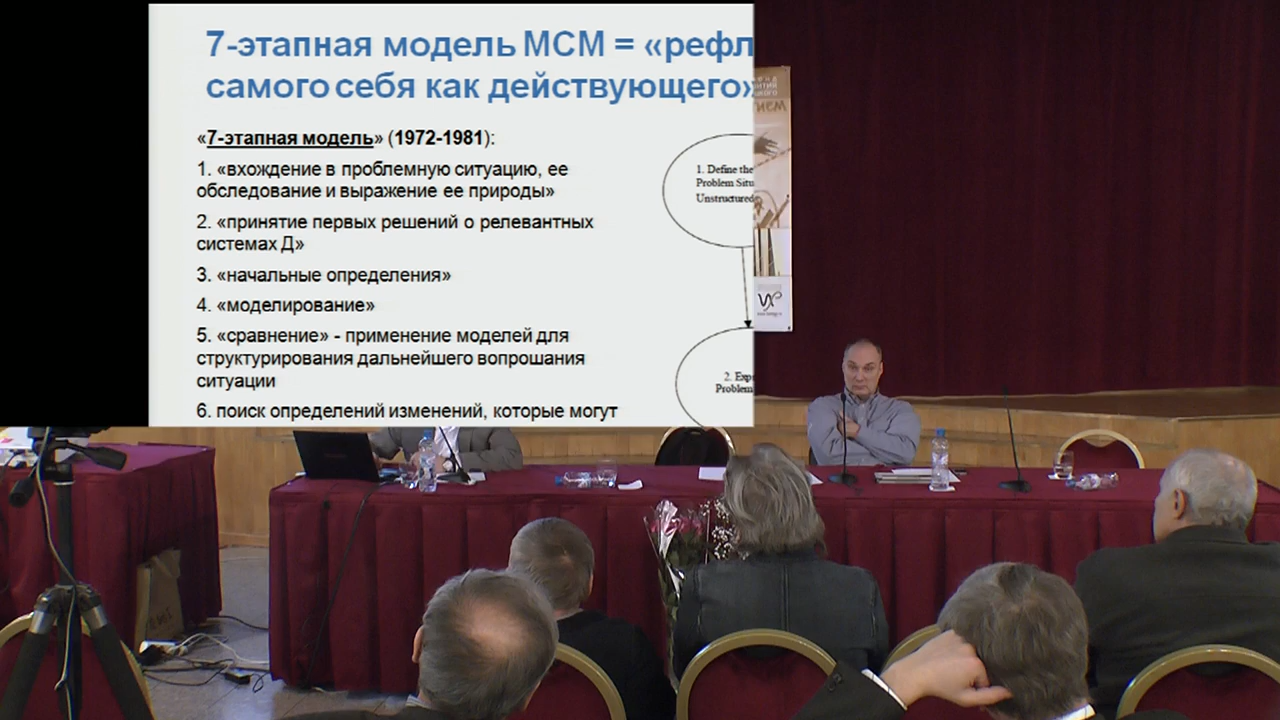 7-этапная модель МСМ = «рефл
самого себя как действующего»
«7-этапная модель» (1972-1981):
1. «вхождение в проблемную ситуацию, ее
обследование и выражение ее природы»
2. «принятие первых решений о релевантных
системах Д»
3. «начальные определения»
4. «моделирование»
5. «сравнение» - применение моделей для
структурирования дальнейшего вопрошания
ситуации
6. поиск определений изменений, которые могут
1. Define the
Problem Situ
Unstructured
2. Exp
Problem